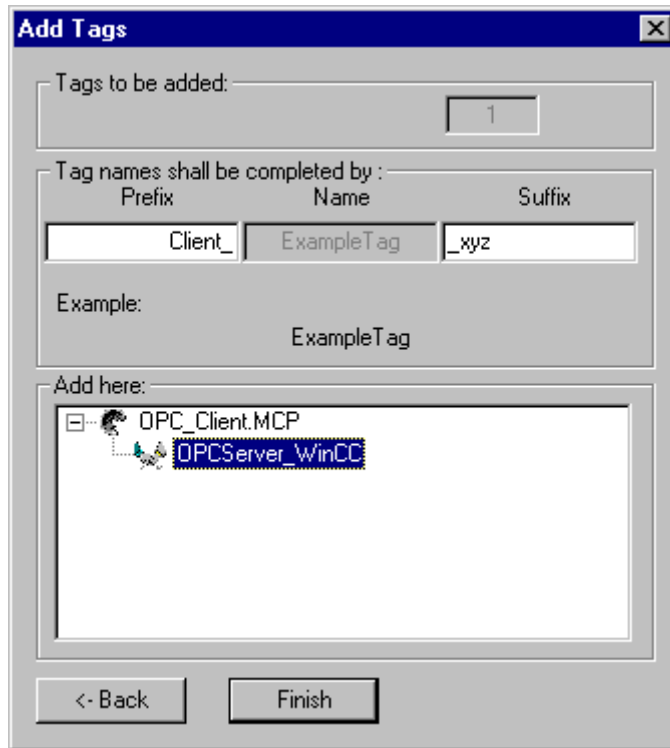 Add Tags
Tags to be added:
1
Tag names shall be completed by :
Prefix Name Suffix
Client_ ExampleTag _xyz
Example:
ExampleTag
Add here:
OPC_Client.MCP
OPCServer_WinCC
<- Back Finish